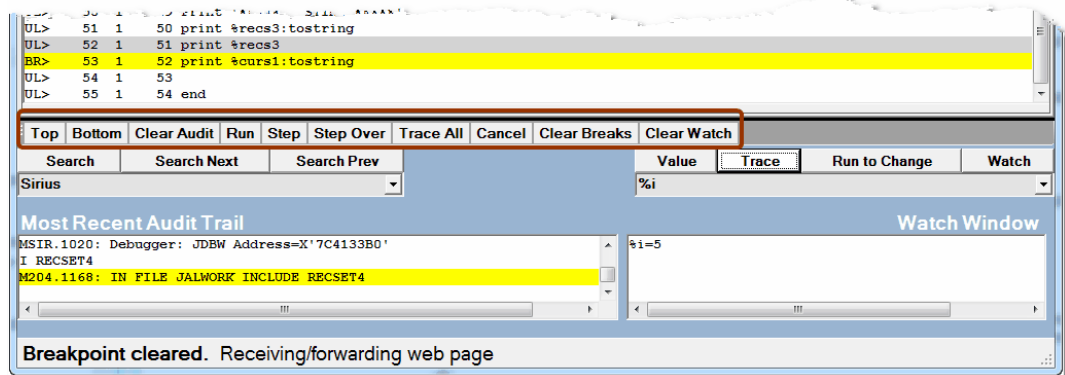 UL> 51 1 50 print %recs3:tostring
UL> 52 1 51 print %recs3
BR> 53 1 52 print %curs1:tostring
UL> 54 1 53
UL> 55 1 54 end
Top Bottom Clear Audit Run Step Step Over Trace All Cancel Clear Breaks Clear Watch
Search Search Next Search Prev Value Trace Run to Change Watch
Sirius %i
Most Recent Audit Trail Watch Window
MSIR.1020: Debugger: JDBW Address=X'7C4133B0' %i=5
I RECSET4
M204.1168: IN FILE JALWORK INCLUDE RECSET4
Breakpoint cleared. Receiving/forwarding web page